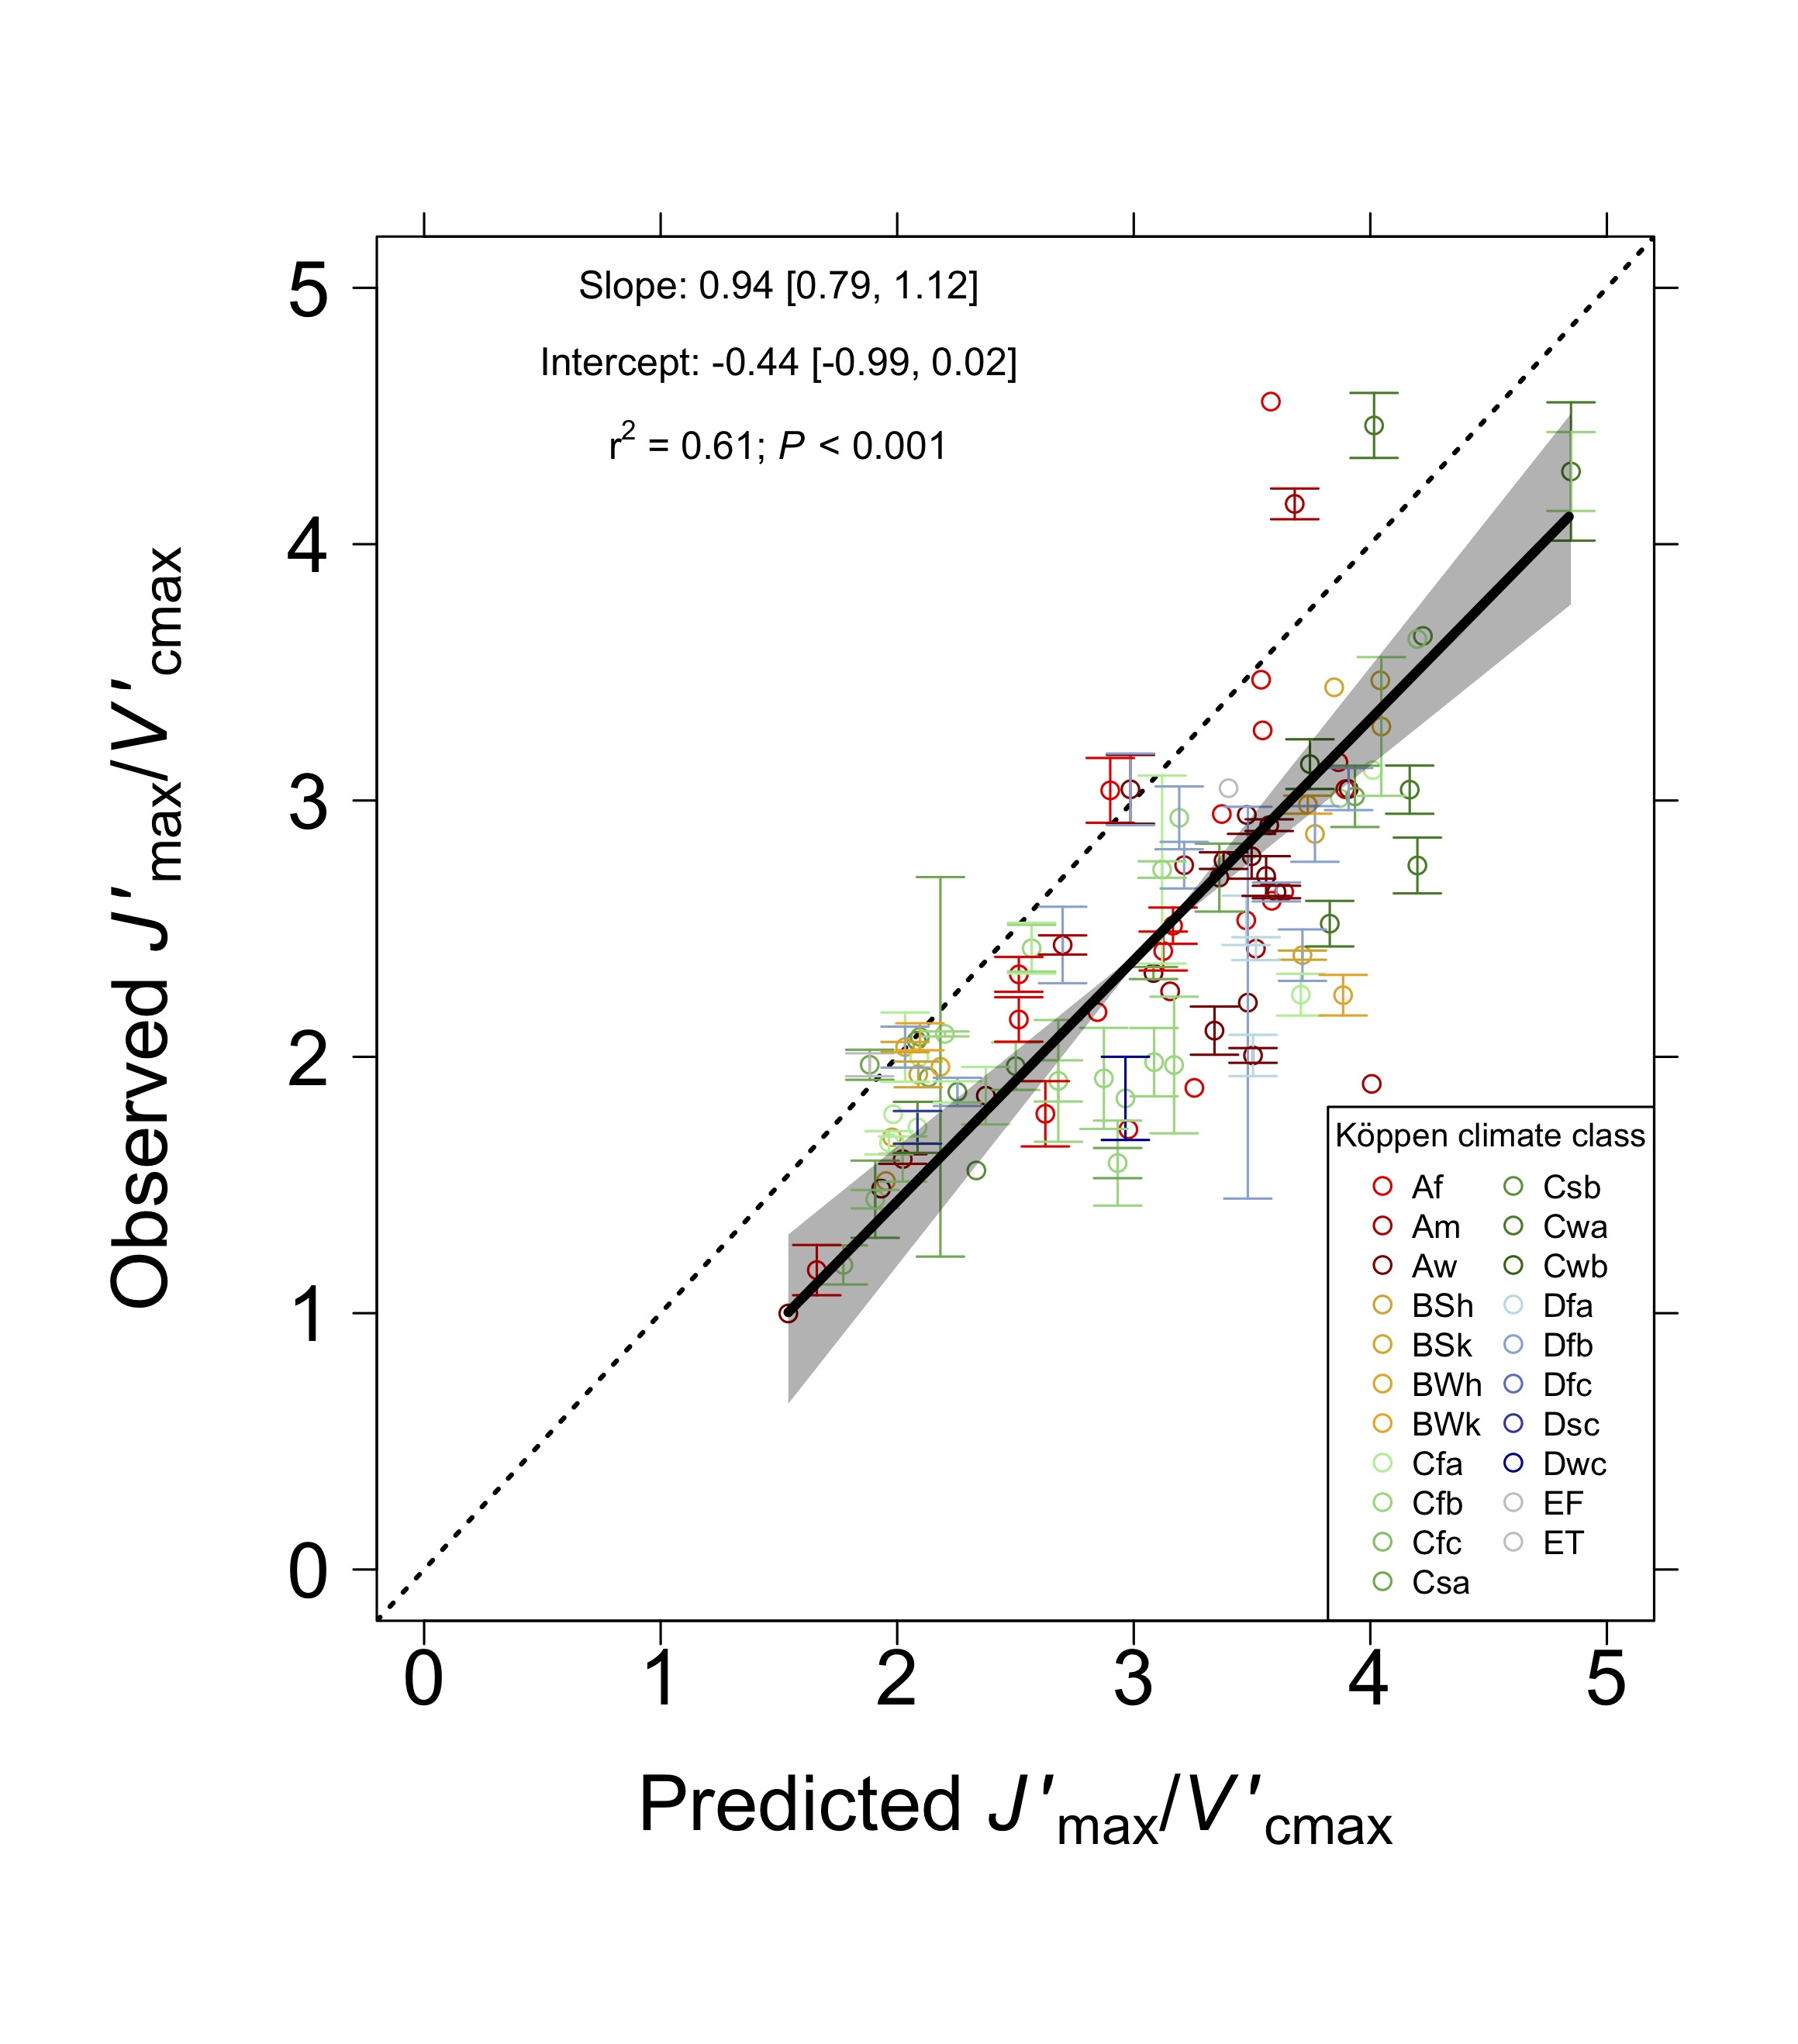 Slope: 0.94 [0.79, 1.12]
Intercept: -0.44 [-0.99, 0.02]
r2 = 0.61; P < 0.001
Observed J'max/V'cmax
5
4
3
2
1
0
Köppen climate class
Af
Am
Aw
BSh
BSk
BWh
BWk
Cfa
Cfb
Cfc
Csa
Csb
Cwa
Cwb
Dfa
Dfb
Dfc
Dsc
Dwc
EF
ET
0 1 2 3 4 5
Predicted J'max/V'cmax